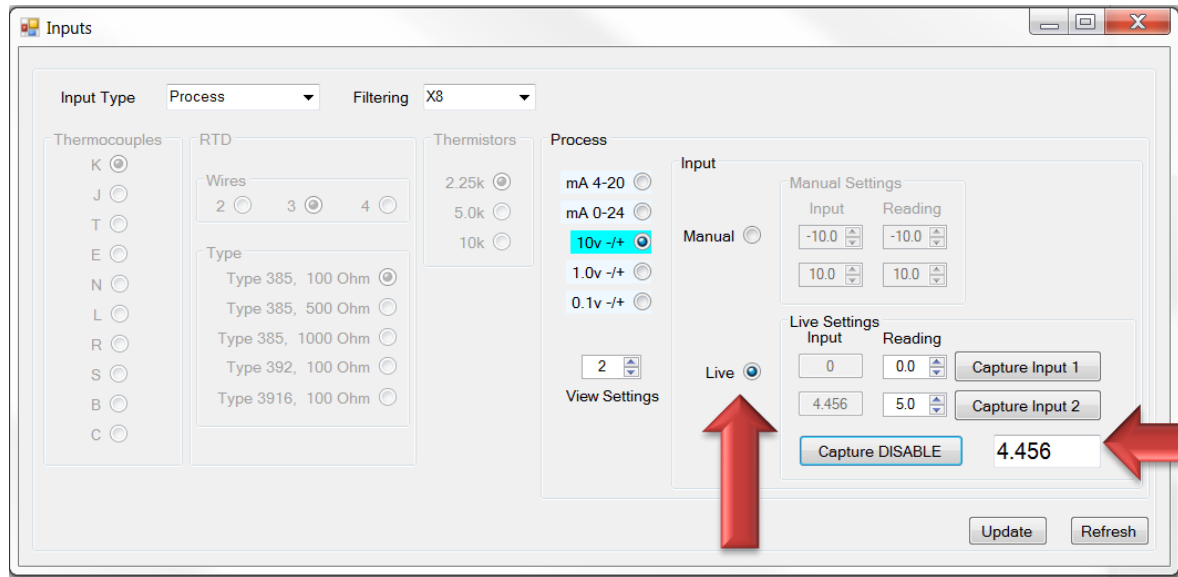 Inputs
Input Type Process Filtering X8
Thermocouples
K
J
T
E
N
L
R
S
B
C
RTD
Wires
2 3 4
Type
Type 385, 100 Ohm
Type 385, 500 Ohm
Type 385, 1000 Ohm
Type 392, 100 Ohm
Type 3916, 100 Ohm
Thermistors
2.25k
5.0k
10k
Process
mA 4-20
mA 0-24
10v -/+
1.0v -/+
0.1v -/+
2
View Settings
Input
Manual
Manual Settings
Input Reading
-10.0 -10.0
10.0 10.0
Live
Live Settings
Input Reading
0 0.0 Capture Input 1
4.456 5.0 Capture Input 2
Capture DISABLE 4.456
Update Refresh